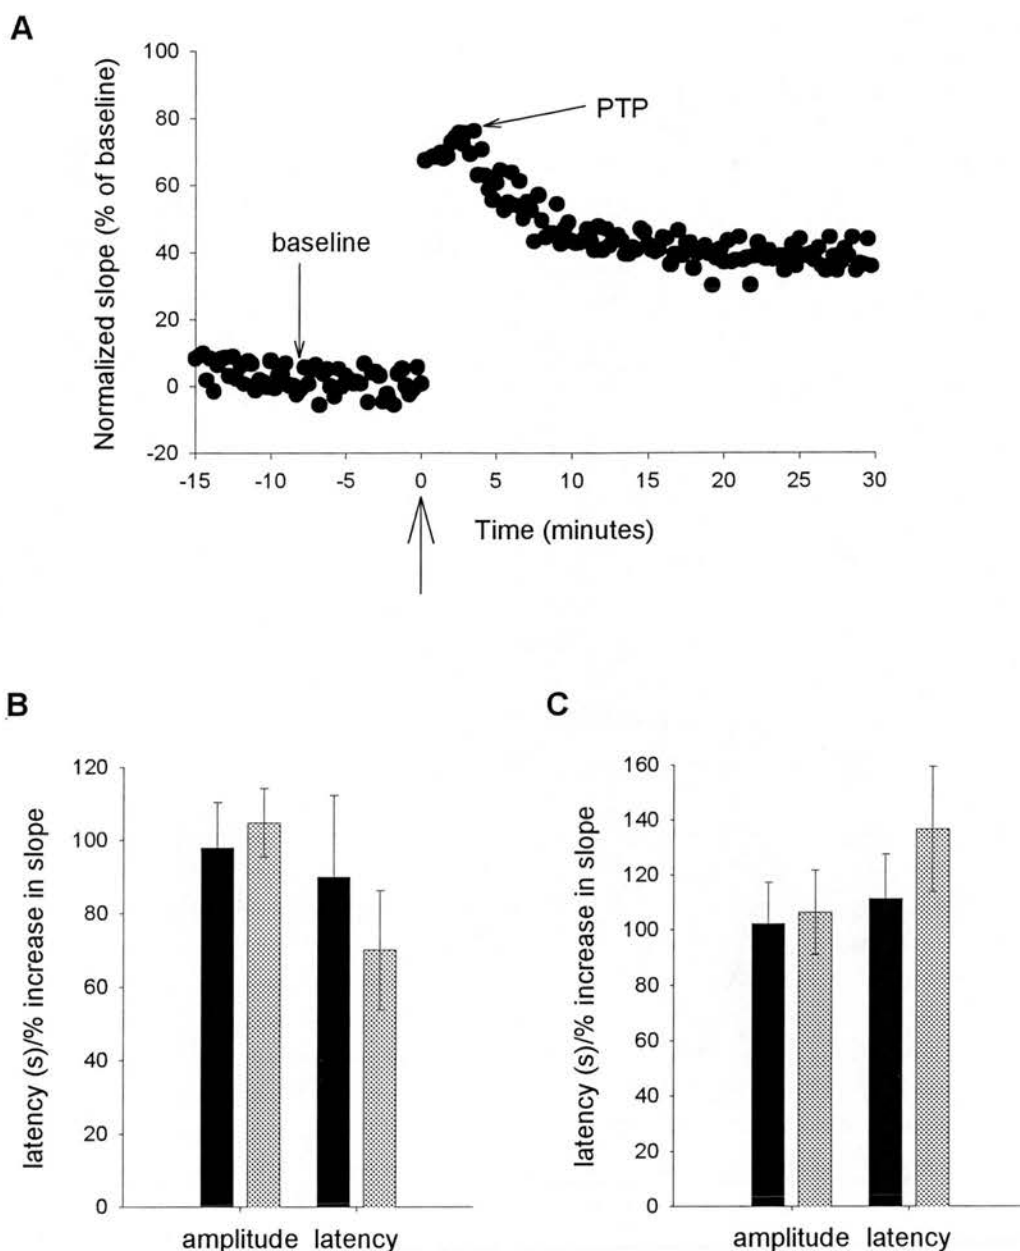 A
Normalized slope (% of baseline)
100
80
60
40
20
0
-20
PTP
baseline
-15 -10 -5 0 5 10 15 20 25 30
Time (minutes)
B
latency (s)/% increase in slope
120
100
80
60
40
20
0
amplitude latency
C
latency (s)/% increase in slope
160
140
120
100
80
60
40
20
0
amplitude latency